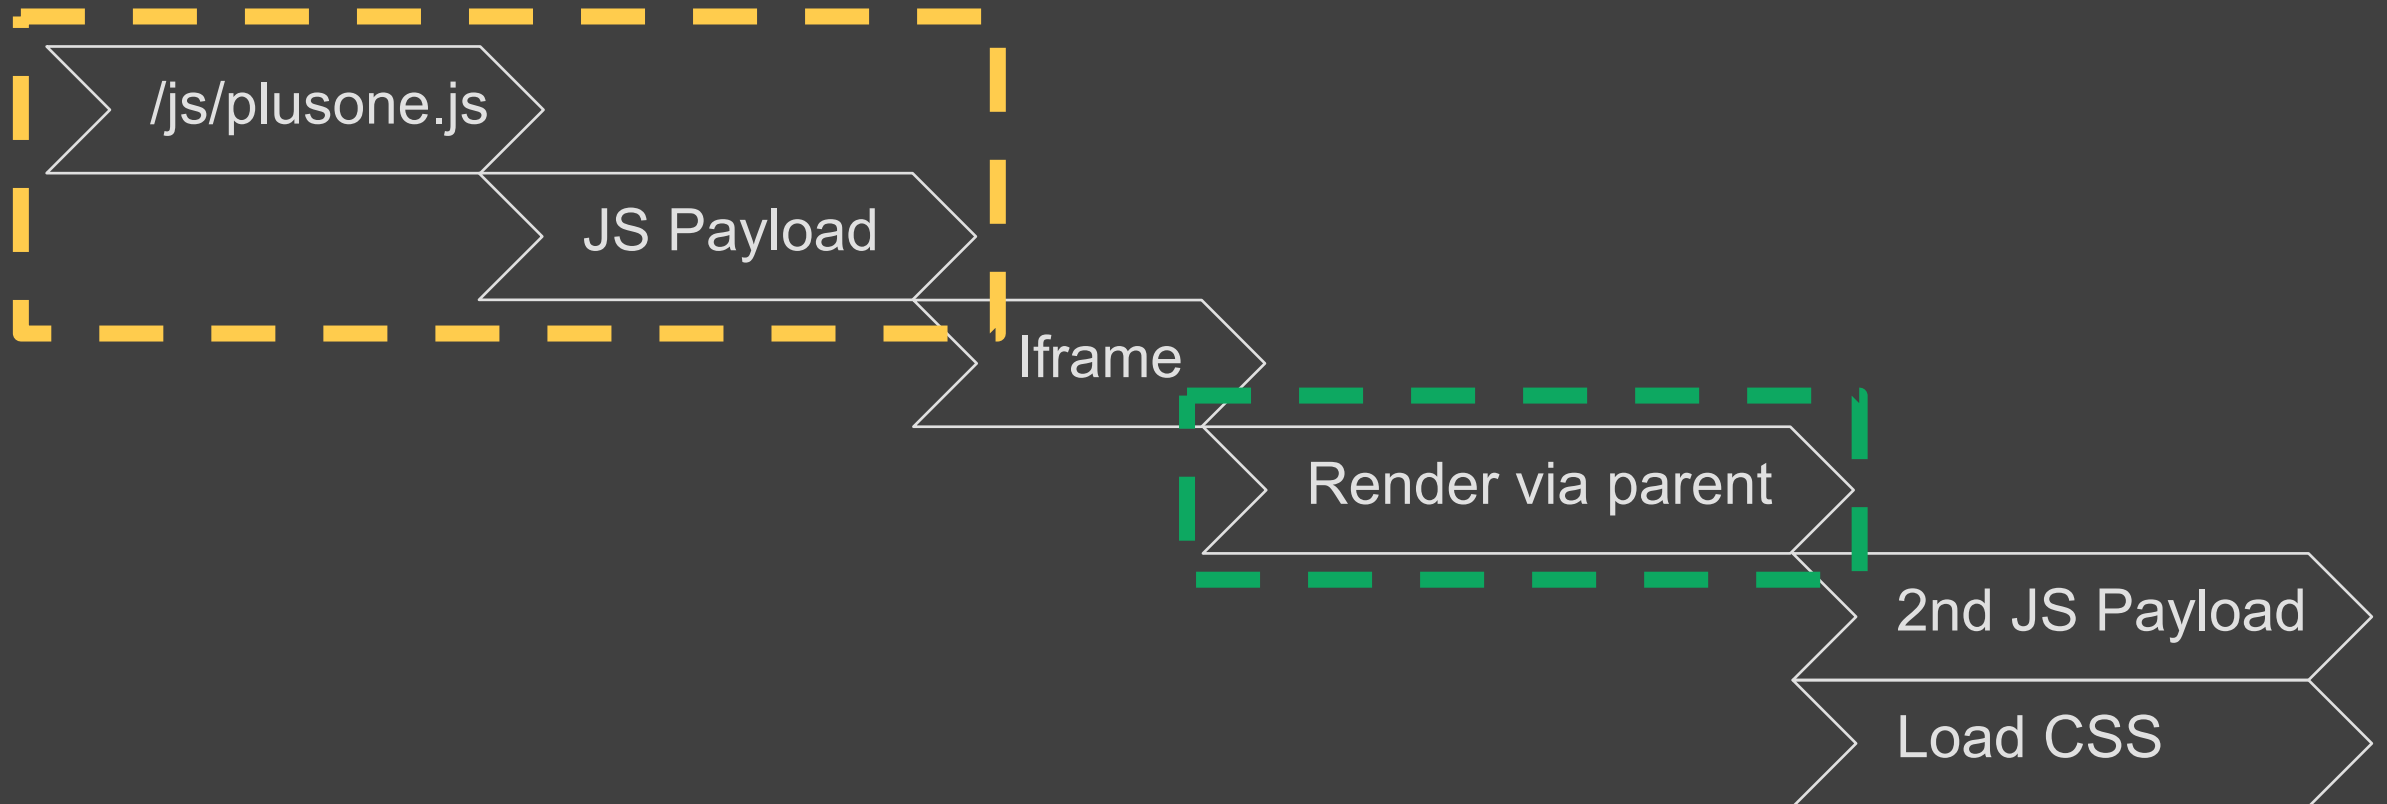 /js/plusone.js
JS Payload
Iframe
Render via parent
2nd JS Payload
Load CSS